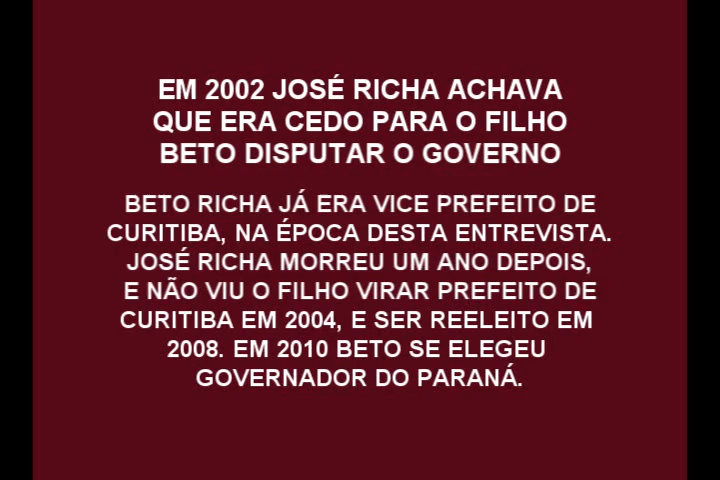 EM 2002 JOSÉ RICHA ACHAVA
QUE ERA CEDO PARA O FILHO
BETO DISPUTAR O GOVERNO
BETO RICHA JÁ ERA VICE PREFEITO DE
CURITIBA, NA ÉPOCA DESTA ENTREVISTA.
JOSÉ RICHA MORREU UM ANO DEPOIS,
E NÃO VIU O FILHO VIRAR PREFEITO DE
CURITIBA EM 2004, E SER REELEITO EM
2008. EM 2010 BETO SE ELEGEU
GOVERNADOR DO PARANÁ.